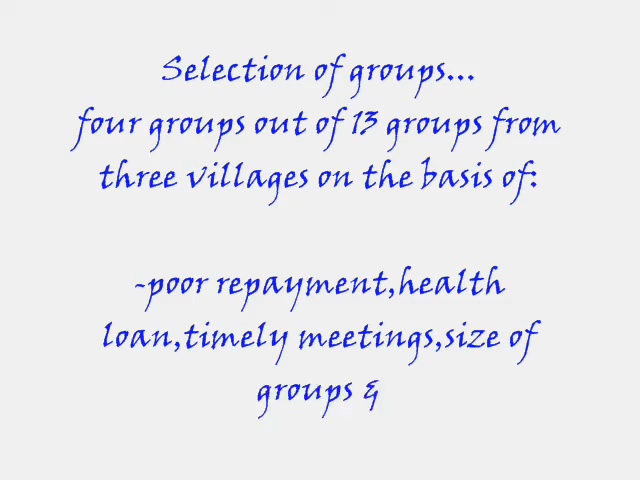 Selection of groups...
four groups out of 13 groups from
three villages on the basis of:
-poor repayment,health
loan,timely meetings,size of
groups &